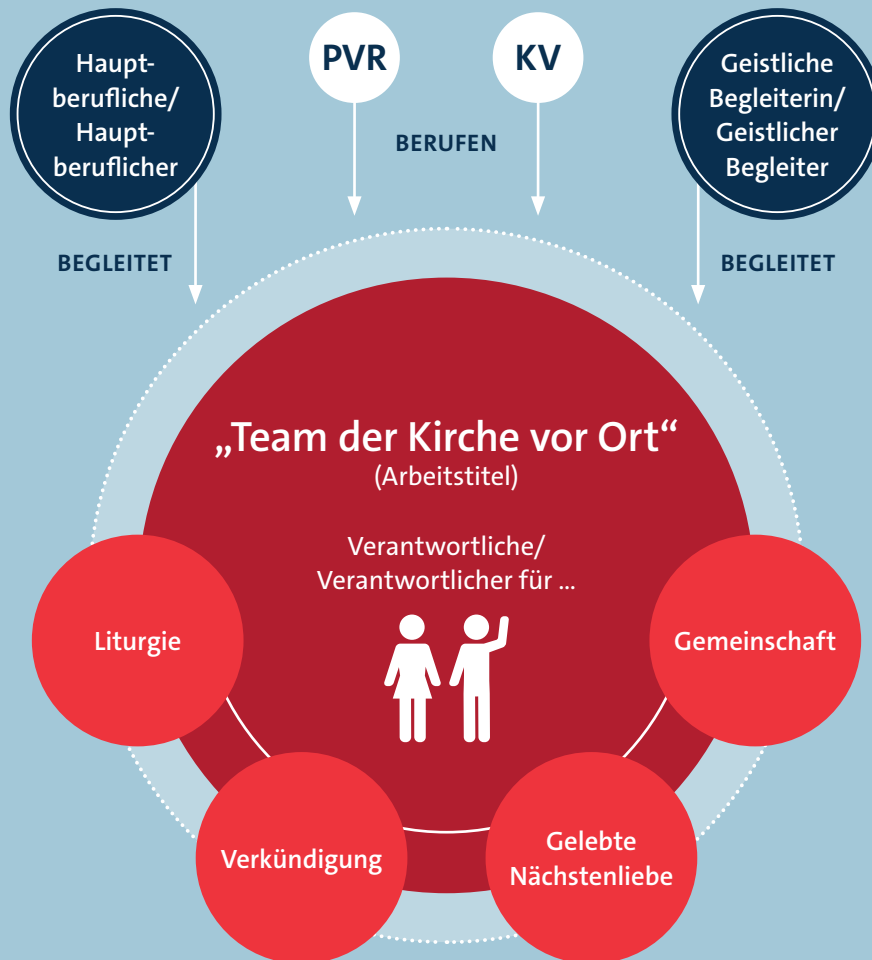 Haupt-
berufliche/
Haupt-
beruflicher
PVR
KV
Geistliche
Begleiterin/
Geistlicher
Begleiter
BERUFEN
BEGLEITET
BEGLEITET
„Team der Kirche vor Ort“
(Arbeitstitel)
Verantwortliche/
Verantwortlicher für ...
Liturgie
Gemeinschaft
Verkündigung
Gelebte
Nächstenliebe